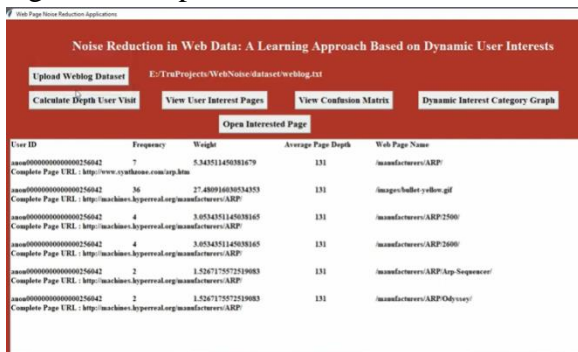 Web Page Noise Reduction Applications
Noise Reduction in Web Data: A Learning Approach Based on Dynamic User Interests
Upload Weblog Dataset E:/TruProjects/WebNoise/dataset/weblog.txt
Calculate Depth User Visit View User Interest Pages View Confusion Matrix Dynamic Interest Category Graph
Open Interested Page
User ID Frequency Weight Average Page Depth Web Page Name
anon0000000000000256042 7 5.343511450381679 131 /manufacturers/ARP/
Complete Page URL : http://www.synthzone.com/arp.htm
anon0000000000000256042 36 27.480916030534353 131 /images/bullet-yellow.gif
Complete Page URL : http://machines.hyperreal.org/manufacturers/ARP/
anon0000000000000256042 4 3.0534351145038165 131 /manufacturers/ARP/2500/
Complete Page URL : http://machines.hyperreal.org/manufacturers/ARP/
anon0000000000000256042 4 3.0534351145038165 131 /manufacturers/ARP/2600/
Complete Page URL : http://machines.hyperreal.org/manufacturers/ARP/
anon0000000000000256042 2 1.5267175572519083 131 /manufacturers/ARP/Arp-Sequencer/
Complete Page URL : http://machines.hyperreal.org/manufacturers/ARP/
anon0000000000000256042 2 1.5267175572519083 131 /manufacturers/ARP/Odyssey/
Complete Page URL : http://machines.hyperreal.org/manufacturers/ARP/